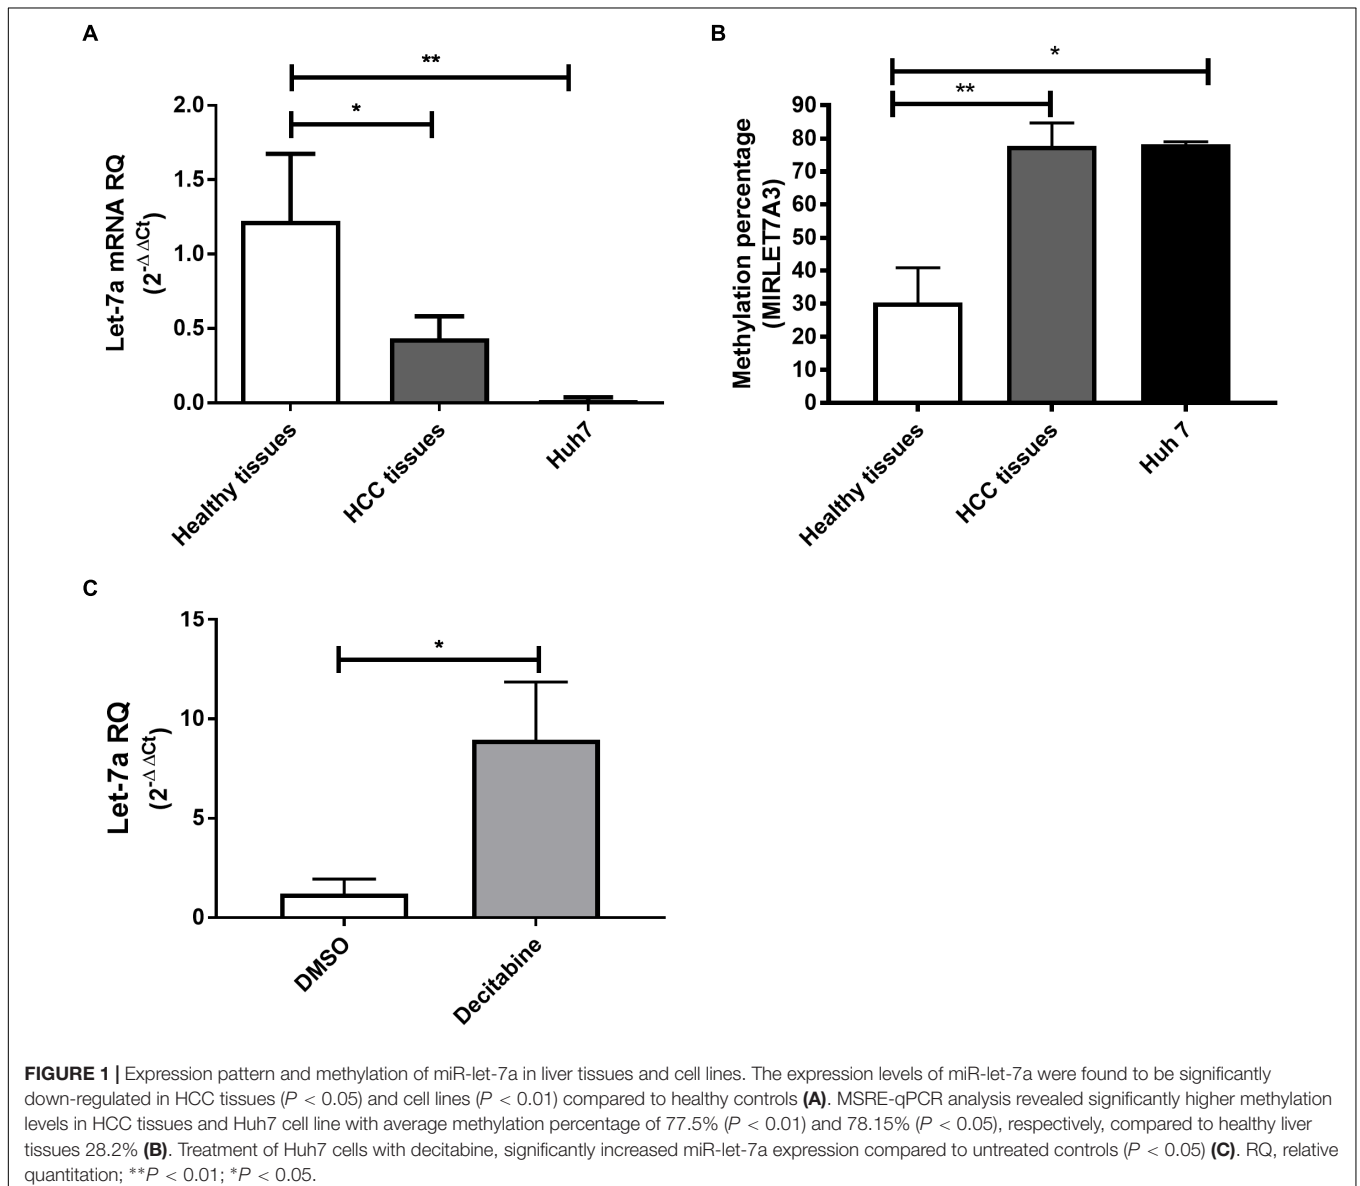 A
**
*
2.0
1.5
1.0
0.5
0.0
Let-7a mRNA RQ
(2-Δ ΔCt)
Healthy tissues
HCC tissues
Huh7
B
*
**
90
80
70
60
50
40
30
20
10
0
Methylation percentage
(MIRLET7A3)
Healthy tissues
HCC tissues
Huh 7
C
*
15
10
5
0
Let-7a RQ
(2-Δ ΔCt)
DMSO
Decitabine
FIGURE 1 | Expression pattern and methylation of miR-let-7a in liver tissues and cell lines. The expression levels of miR-let-7a were found to be significantly
down-regulated in HCC tissues (P < 0.05) and cell lines (P < 0.01) compared to healthy controls (A). MSRE-qPCR analysis revealed significantly higher methylation
levels in HCC tissues and Huh7 cell line with average methylation percentage of 77.5% (P < 0.01) and 78.15% (P < 0.05), respectively, compared to healthy liver
tissues 28.2% (B). Treatment of Huh7 cells with decitabine, significantly increased miR-let-7a expression compared to untreated controls (P < 0.05) (C). RQ, relative
quantitation; **P < 0.01; *P < 0.05.